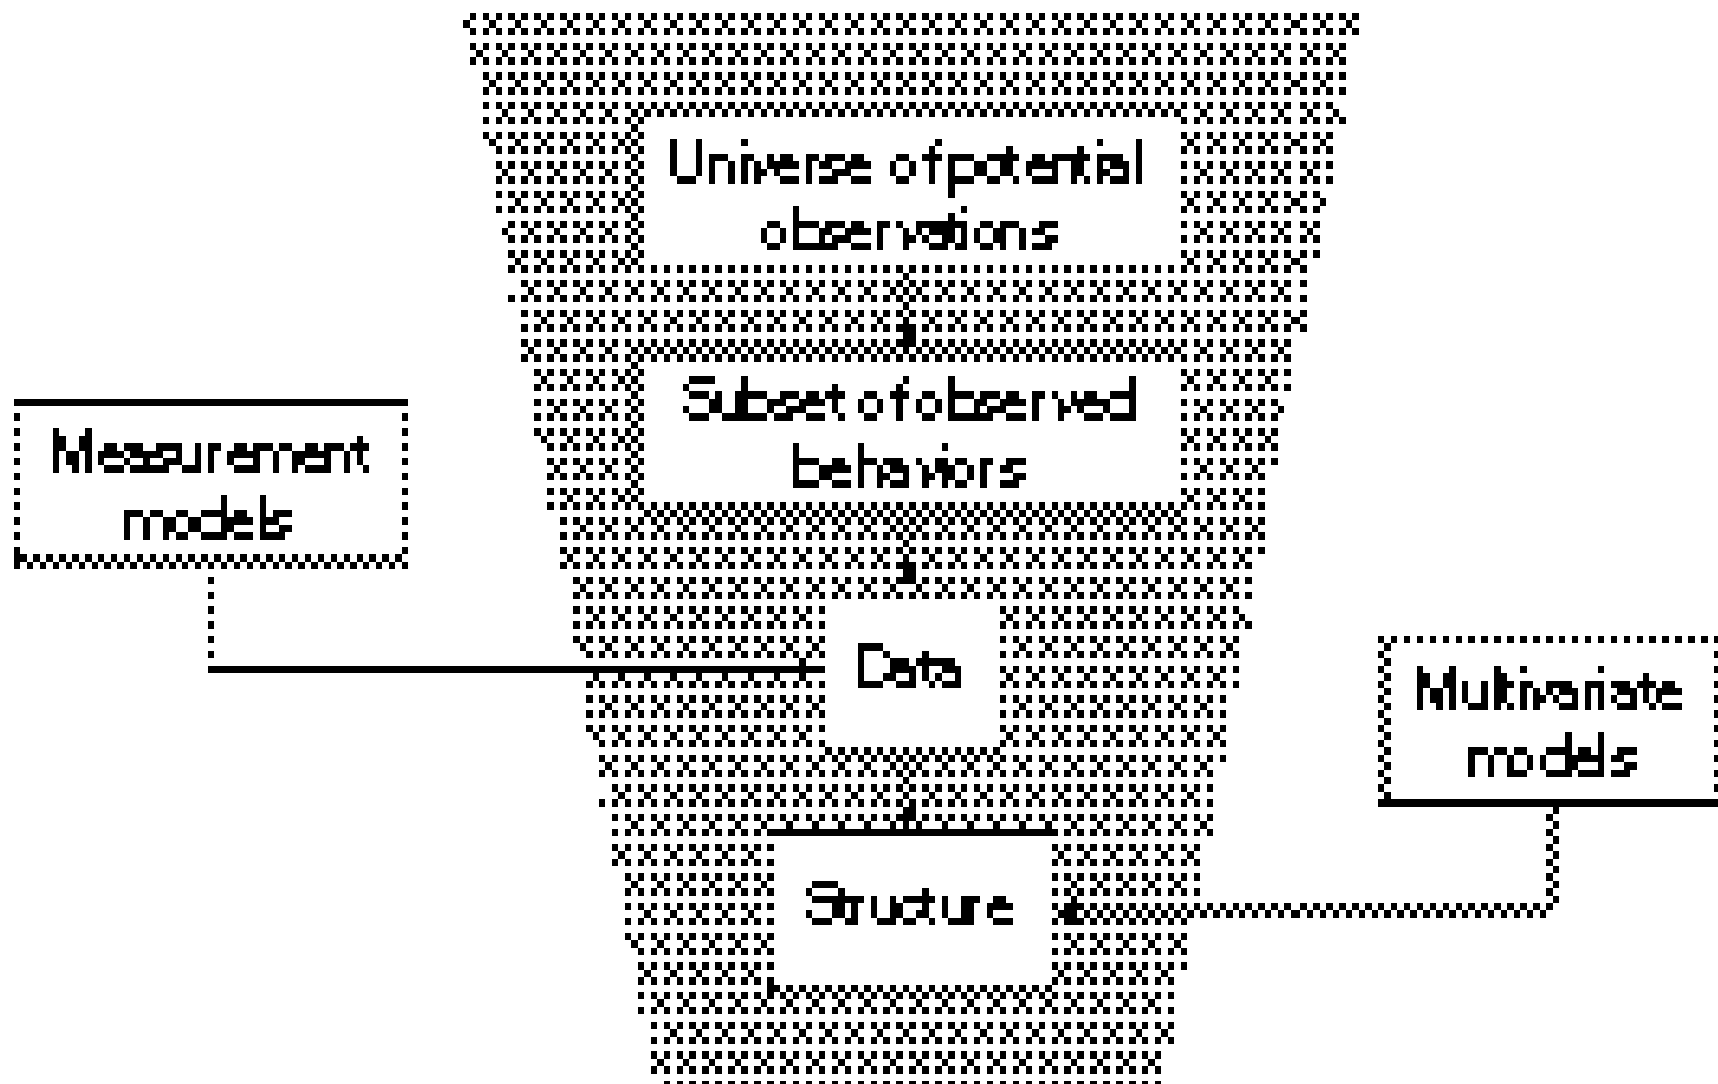 Universe of potential
observations
Subset of observed
behaviors
Measurement
models
Data
Multivariate
models
Structure